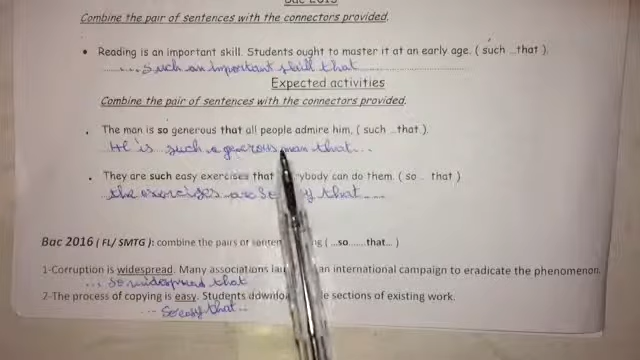 Bac 2015
Combine the pair of sentences with the connectors provided.
• Reading is an important skill. Students ought to master it at an early age. ( such ...that ).
.... Such an important skill that
Expected activities
Combine the pair of sentences with the connectors provided.
. The man is so generous that all people admire him. ( such ...that.).
He is such a generous man that...
. They are such easy exercises that can do them. ( so .. that )
the exercises are so that ....
Bac 2016 ( FL/ SMTG ): combine the pairs of ( ...so.......that... )
1-Corruption is widespread. Many associations an international campaign to eradicate the phenomenon.
... So widespread that
2-The process of copying is easy. Students sections of existing work.
... So easy that...